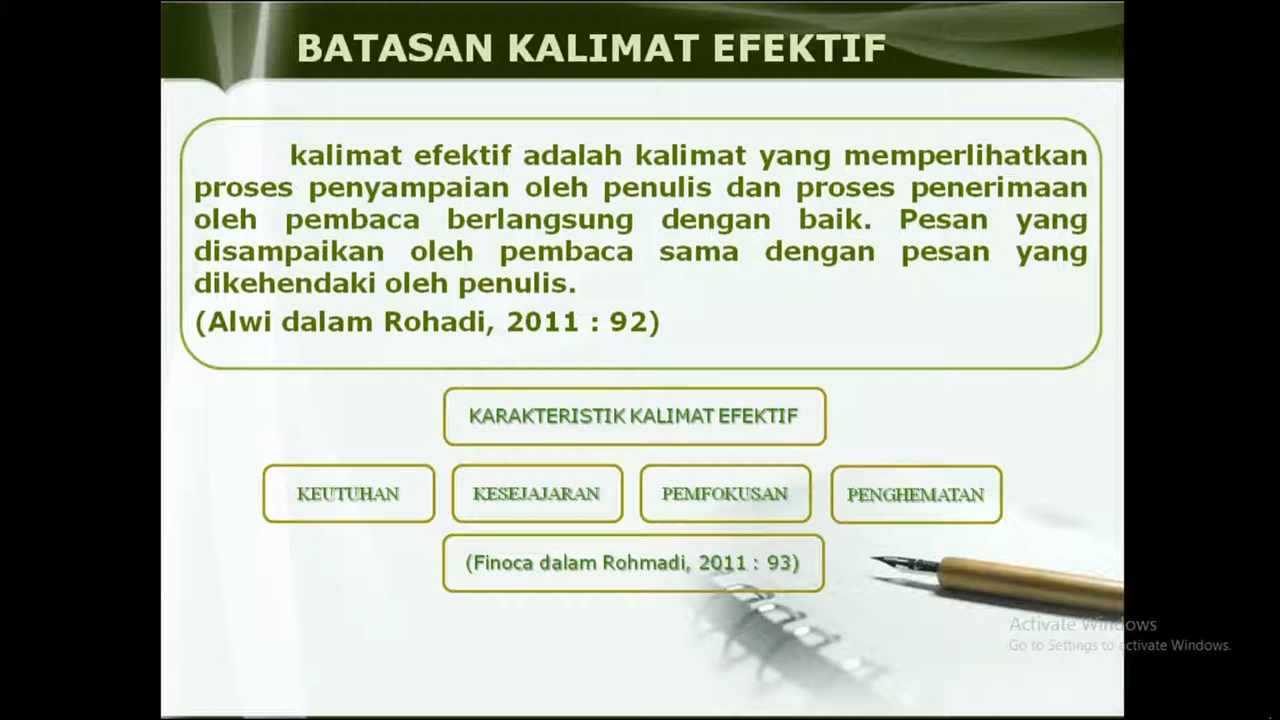 BATASAN KALIMAT EFEKTIF
kalimat efektif adalah kalimat yang memperlihatkan
proses penyampaian oleh penulis dan proses penerimaan
oleh pembaca berlangsung dengan baik. Pesan yang
disampaikan oleh pembaca sama dengan pesan yang
dikehendaki oleh penulis.
(Alwi dalam Rohadi, 2011 : 92)
KARAKTERISTIK KALIMAT EFEKTIF
KEUTUHAN
KESEJAJARAN
PEMFOKUSAN
PENGHEMATAN
(Finoca dalam Rohmadi, 2011 : 93)
Activate Windows
Go to Settings to activate Windows.